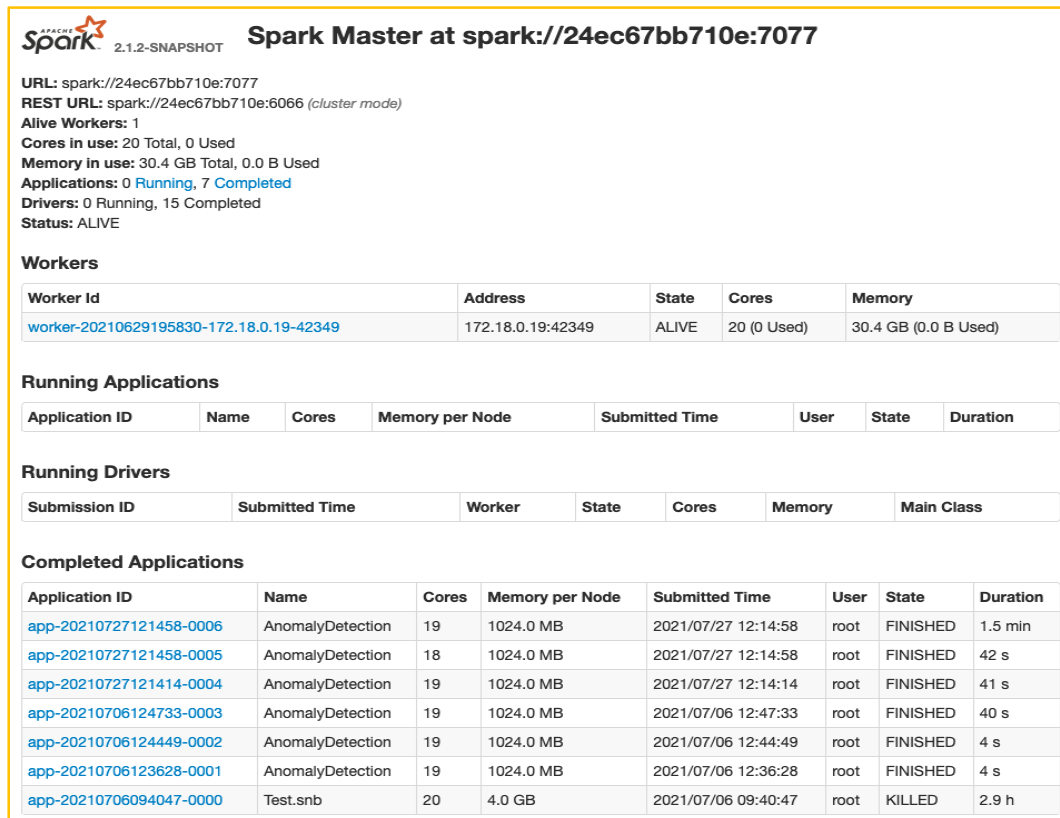 APACHE
Spark 2.1.2-SNAPSHOT Spark Master at spark://24ec67bb710e:7077
URL: spark://24ec67bb710e:7077
REST URL: spark://24ec67bb710e:6066 (cluster mode)
Alive Workers: 1
Cores in use: 20 Total, 0 Used
Memory in use: 30.4 GB Total, 0.0 B Used
Applications: 0 Running, 7 Completed
Drivers: 0 Running, 15 Completed
Status: ALIVE
Workers
Worker Id Address State Cores Memory
worker-20210629195830-172.18.0.19-42349 172.18.0.19:42349 ALIVE 20 (0 Used) 30.4 GB (0.0 B Used)
Running Applications
Application ID Name Cores Memory per Node Submitted Time User State Duration
Running Drivers
Submission ID Submitted Time Worker State Cores Memory Main Class
Completed Applications
Application ID Name Cores Memory per Node Submitted Time User State Duration
app-20210727121458-0006 AnomalyDetection 19 1024.0 MB 2021/07/27 12:14:58 root FINISHED 1.5 min
app-20210727121458-0005 AnomalyDetection 18 1024.0 MB 2021/07/27 12:14:58 root FINISHED 42 s
app-20210727121414-0004 AnomalyDetection 19 1024.0 MB 2021/07/27 12:14:14 root FINISHED 41 s
app-20210706124733-0003 AnomalyDetection 19 1024.0 MB 2021/07/06 12:47:33 root FINISHED 40 s
app-20210706124449-0002 AnomalyDetection 19 1024.0 MB 2021/07/06 12:44:49 root FINISHED 4 s
app-20210706123628-0001 AnomalyDetection 19 1024.0 MB 2021/07/06 12:36:28 root FINISHED 4 s
app-20210706094047-0000 Test.snb 20 4.0 GB 2021/07/06 09:40:47 root KILLED 2.9 h